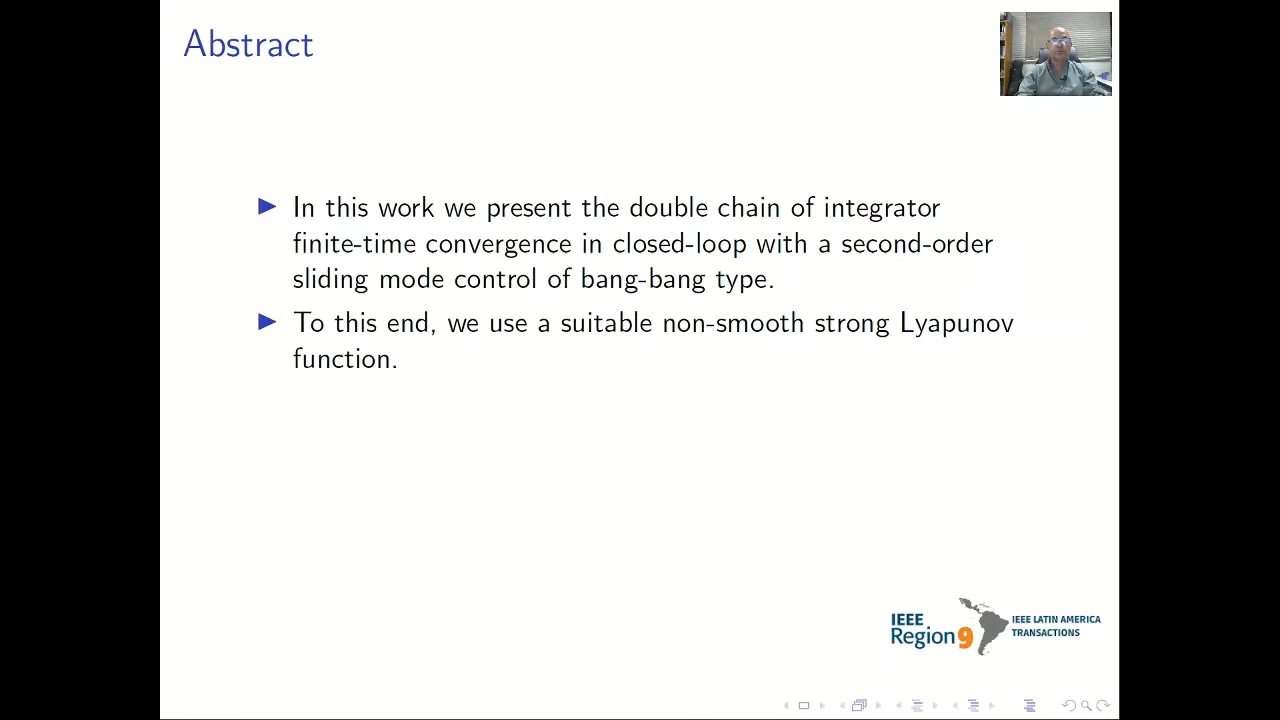 Abstract
In this work we present the double chain of integrator
finite-time convergence in closed-loop with a second-order
sliding mode control of bang-bang type.
To this end, we use a suitable non-smooth strong Lyapunov
function.
IEEE
Region 9
IEEE LATIN AMERICA
TRANSACTIONS